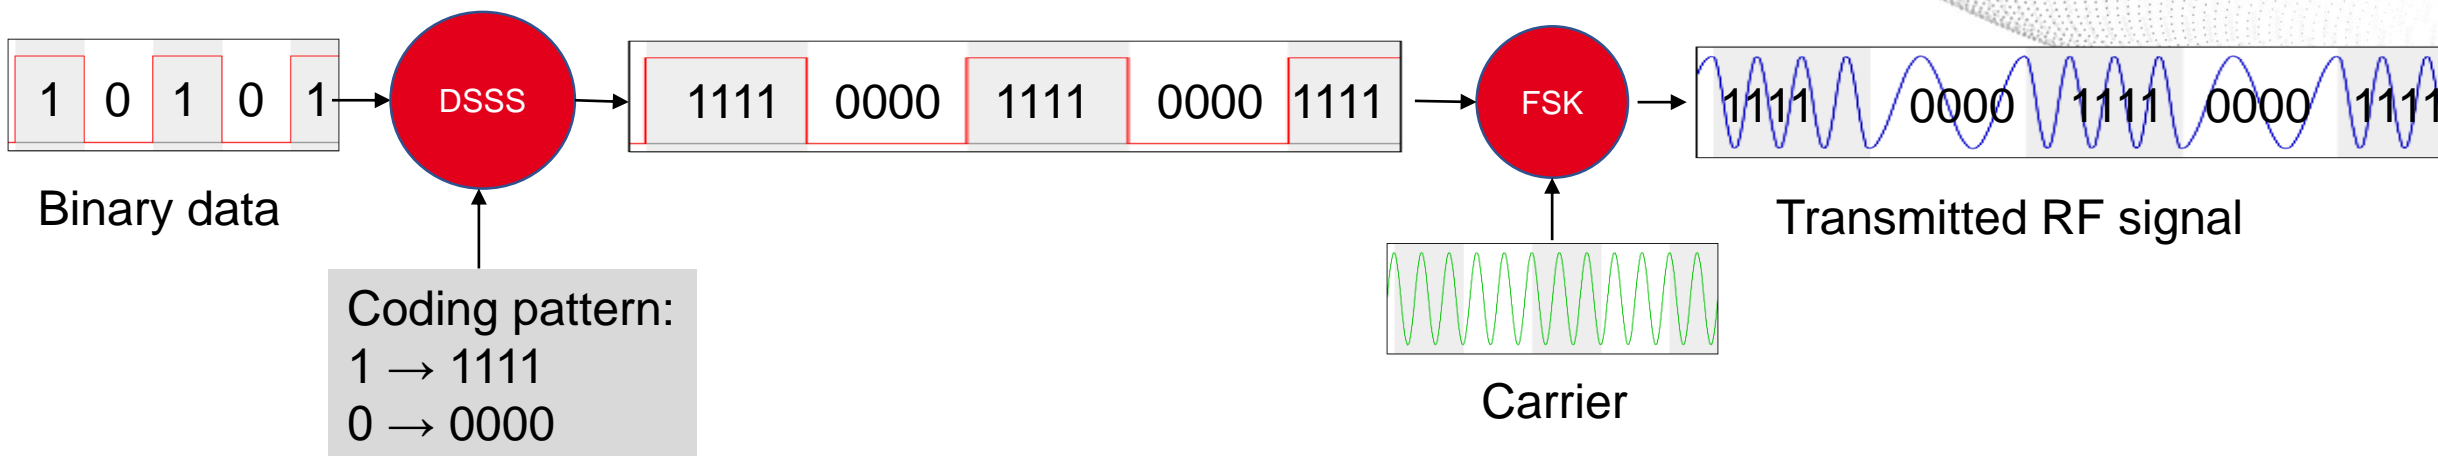 1 0 1 0 1
DSSS
1111 0000 1111 0000 1111
FSK
1111 0000 1111 0000 1111
Binary data
Transmitted RF signal
Coding pattern:
1 → 1111
0 → 0000
Carrier